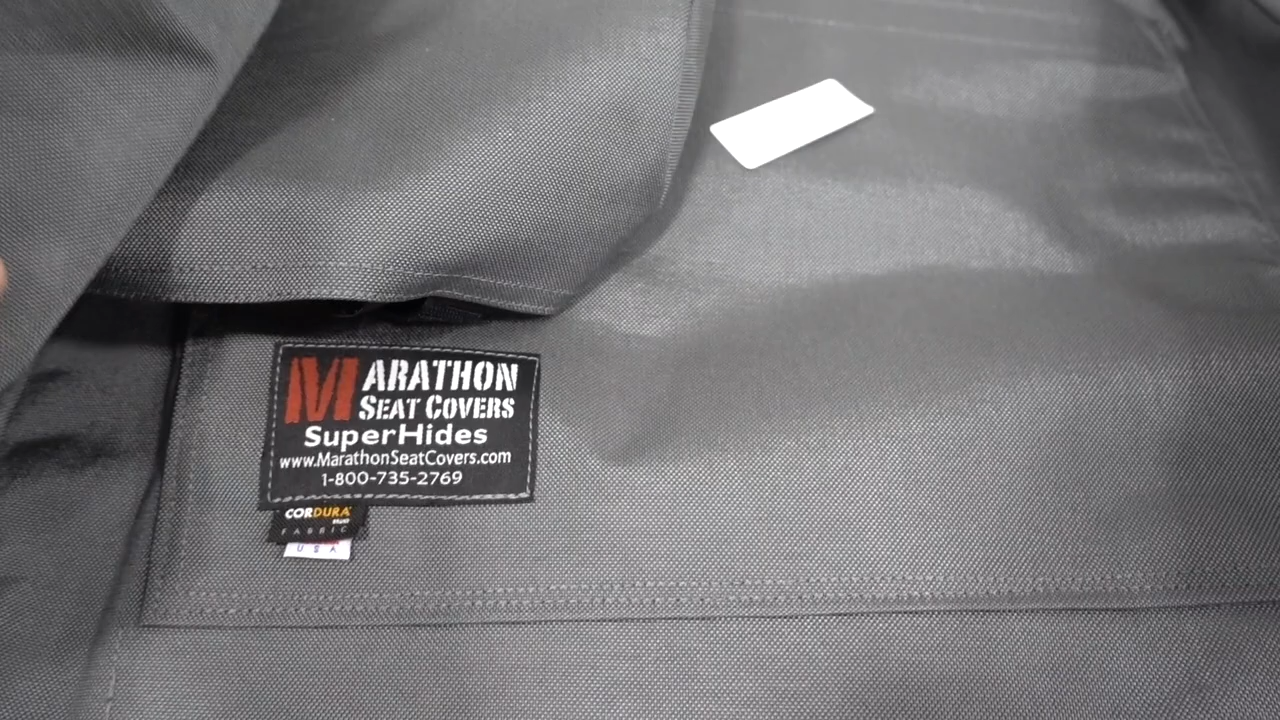 MARATHON
SEAT COVERS
SuperHides
www.MarathonSeatCovers.com
1-800-735-2769
CORDURA
FABRIC
USA